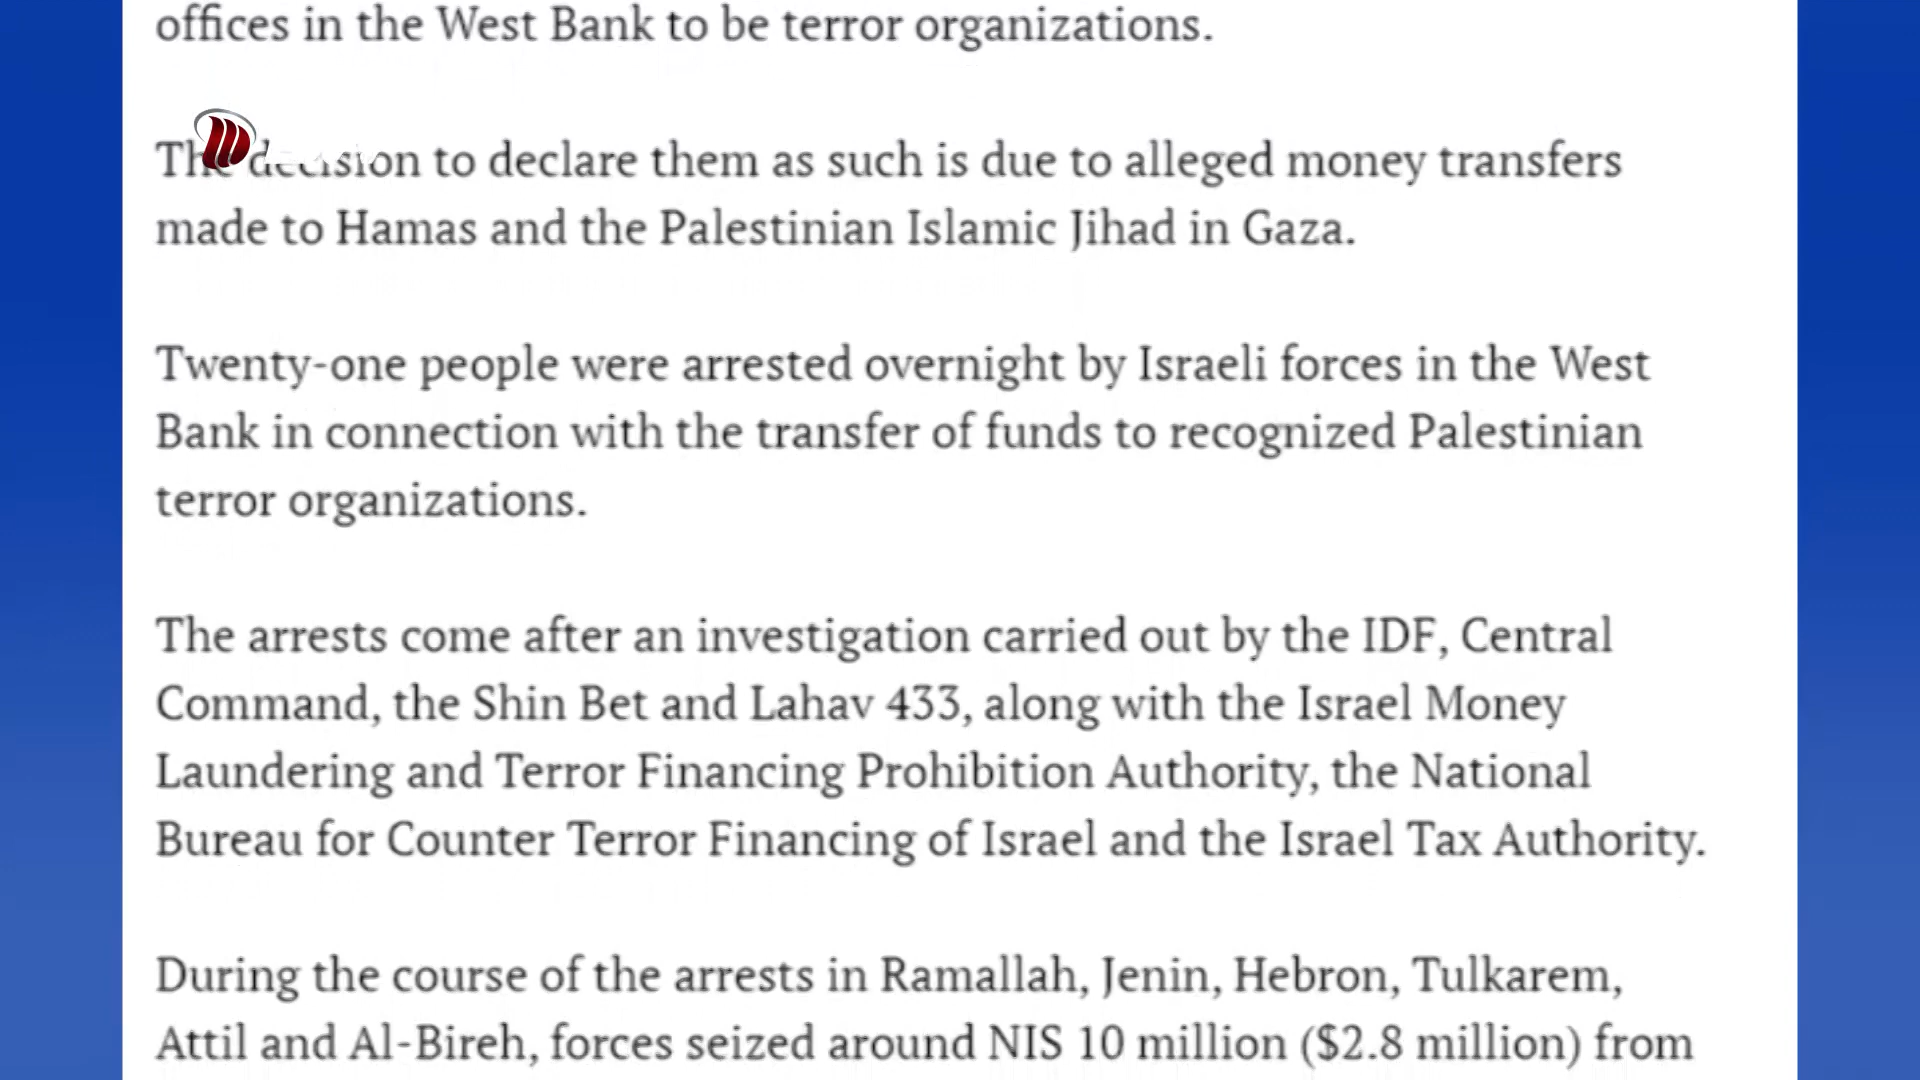 offices in the West Bank to be terror organizations.
The decision to declare them as such is due to alleged money transfers
made to Hamas and the Palestinian Islamic Jihad in Gaza.
Twenty-one people were arrested overnight by Israeli forces in the West
Bank in connection with the transfer of funds to recognized Palestinian
terror organizations.
The arrests come after an investigation carried out by the IDF, Central
Command, the Shin Bet and Lahav 433, along with the Israel Money
Laundering and Terror Financing Prohibition Authority, the National
Bureau for Counter Terror Financing of Israel and the Israel Tax Authority.
During the course of the arrests in Ramallah, Jenin, Hebron, Tulkarem,
Attil and Al-Bireh, forces seized around NIS 10 million ($2.8 million) from